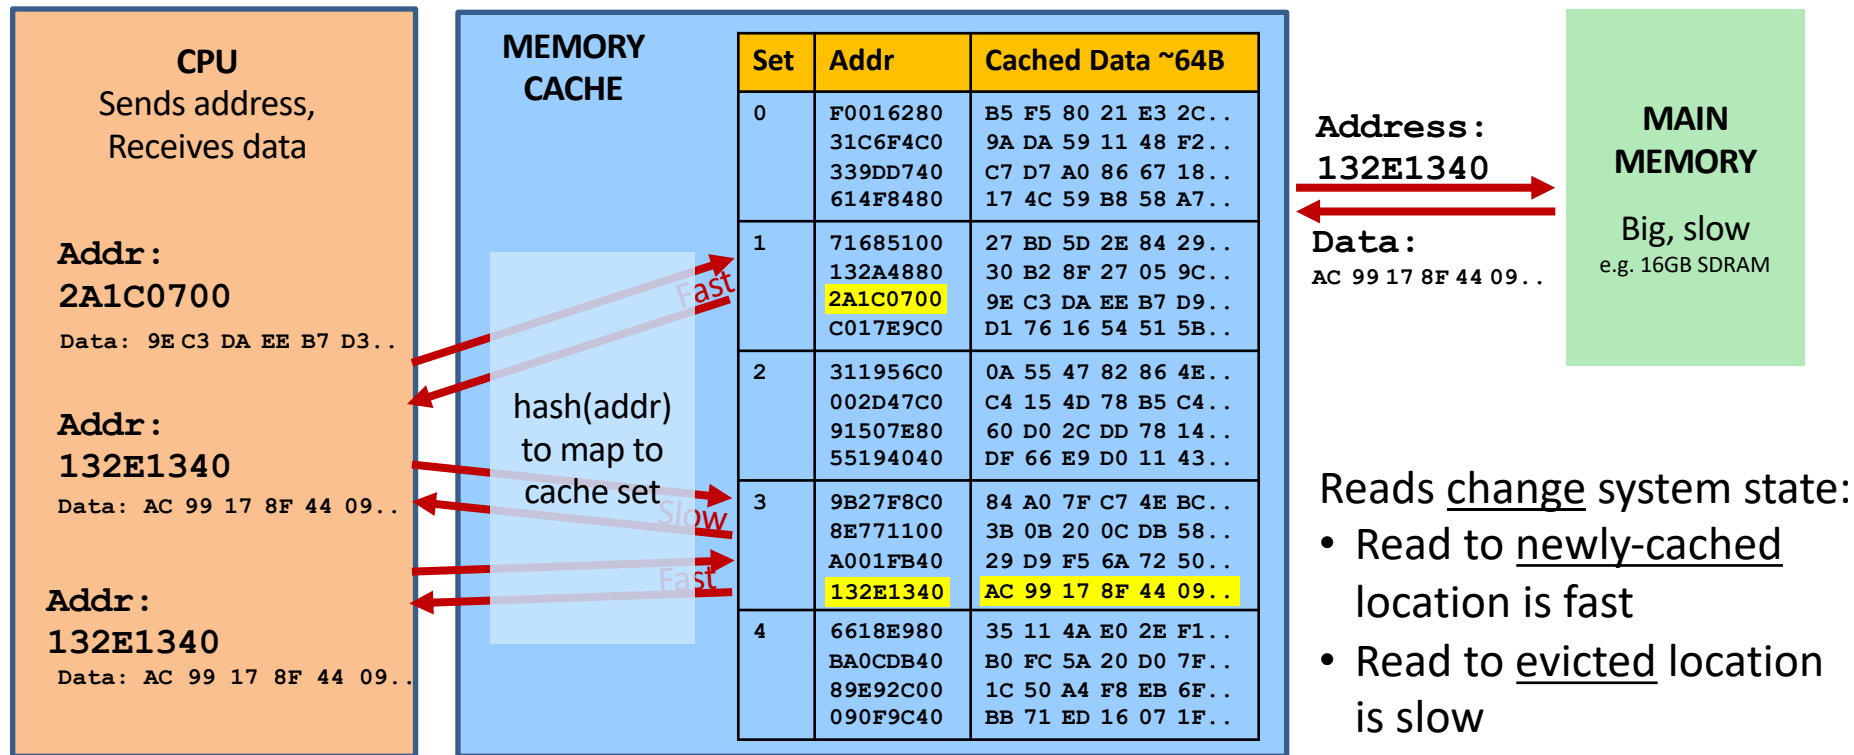 CPU
Sends address,
Receives data
Addr:
2A1C0700
Data: 9E C3 DA EE B7 D3..
Addr:
132E1340
Data: AC 99 17 8F 44 09..
Addr:
132E1340
Data: AC 99 17 8F 44 09..
MEMORY
CACHE
hash(addr)
to map to
cache set
Fast
Slow
Fast
Set Addr Cached Data ~64B
0 F0016280 B5 F5 80 21 E3 2C..
31C6F4C0 9A DA 59 11 48 F2..
339DD740 C7 D7 A0 86 67 18..
614F8480 17 4C 59 B8 58 A7..
1 71685100 27 BD 5D 2E 84 29..
132A4880 30 B2 8F 27 05 9C..
2A1C0700 9E C3 DA EE B7 D9..
C017E9C0 D1 76 16 54 51 5B..
2 311956C0 0A 55 47 82 86 4E..
002D47C0 C4 15 4D 78 B5 C4..
91507E80 60 D0 2C DD 78 14..
55194040 DF 66 E9 D0 11 43..
3 9B27F8C0 84 A0 7F C7 4E BC..
8E771100 3B 0B 20 0C DB 58..
A001FB40 29 D9 F5 6A 72 50..
132E1340 AC 99 17 8F 44 09..
4 6618E980 35 11 4A E0 2E F1..
BA0CDB40 B0 FC 5A 20 D0 7F..
89E92C00 1C 50 A4 F8 EB 6F..
090F9C40 BB 71 ED 16 07 1F..
Address:
132E1340
Data:
AC 99 17 8F 44 09..
MAIN
MEMORY
Big, slow
e.g. 16GB SDRAM
Reads change system state:
• Read to newly-cached
location is fast
• Read to evicted location
is slow